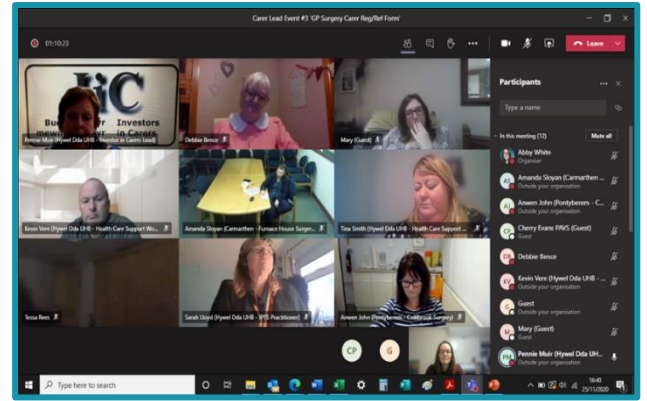 Carer Lead Event #3 'GP Surgery Carer Reg/Ref Form'
01:10:23
Leave
Participants
Type a name
In this meeting (12)
Mute all
Abby White
Organiser
Amanda Sloyan (Carmarthen ...
Outside your organisation
Anwen John (Pontyberem - C...
Outside your organisation
Cherry Evans PAVS (Guest)
Guest
Debbie Bence
Kevin Vere (Hywel Dda UHB - ...
Outside your organisation
Guest
Outside your organisation
Mary (Guest)
Guest
Pennie Muir (Hywel Dda UH...
Outside your organisation
IiC
Investors
in Carers
Pennie Muir (Hywel Dda UHB - Investor in Carers Lead)
Debbie Bence
Mary (Guest)
Kevin Vere (Hywel Dda UHB - Health Care Support Wo...
Amanda Sloyan (Carmarthen - Furnace House Surger...
Tina Smith (Hywel Dda UHB - Health Care Support ...
Tessa Rees
Sarah Lloyd (Hywel Dda UHB - Practitioner)
Anwen John (Pontyberem - Coalbrook Surgery)
CP
G
Type here to search
16:40
25/11/2020